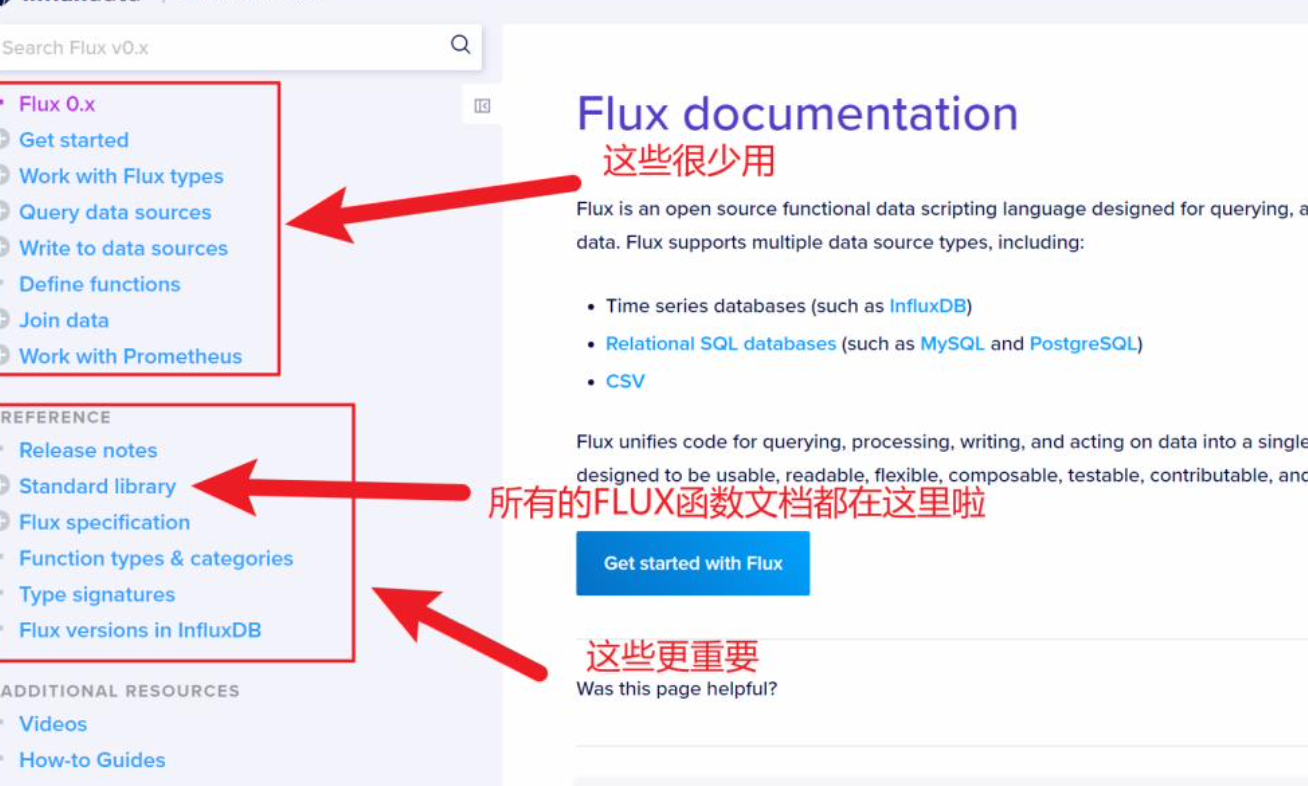 Search Flux v0.x
Flux 0.x
Get started
Work with Flux types
Query data sources
Write to data sources
Define functions
Join data
Work with Prometheus
REFERENCE
Release notes
Standard library
Flux specification
Function types & categories
Type signatures
Flux versions in InfluxDB
ADDITIONAL RESOURCES
Videos
How-to Guides
Flux documentation
这些很少用
Flux is an open source functional data scripting language designed for querying, a
data. Flux supports multiple data source types, including:
• Time series databases (such as InfluxDB)
• Relational SQL databases (such as MySQL and PostgreSQL)
• CSV
Flux unifies code for querying, processing, writing, and acting on data into a single
designed to be usable, readable, flexible, composable, testable, contributable, and
所有的FLUX函数文档都在这里啦
Get started with Flux
这些更重要
Was this page helpful?